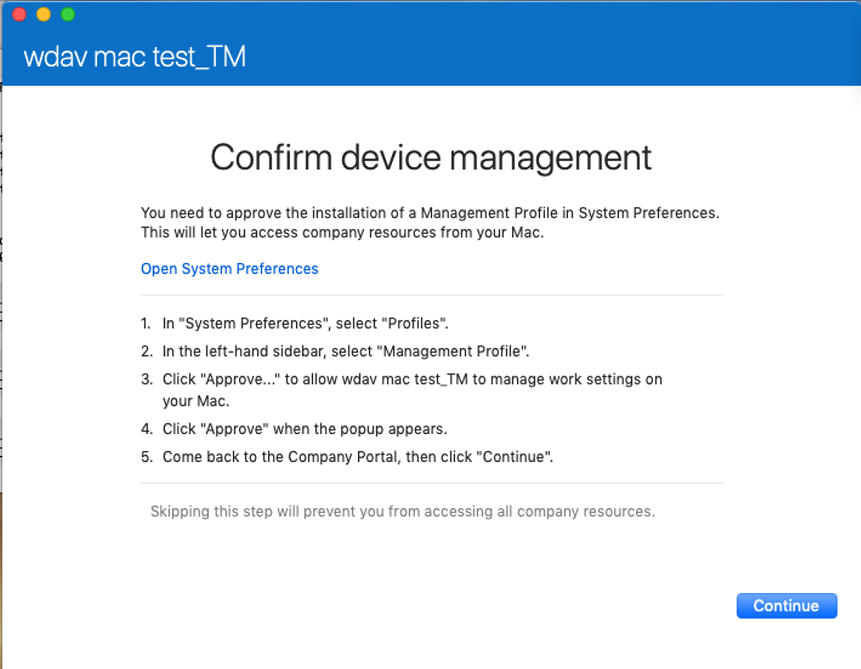 wdav mac test_TM
Confirm device management
You need to approve the installation of a Management Profile in System Preferences.
This will let you access company resources from your Mac.
Open System Preferences
1. In "System Preferences", select "Profiles".
2. In the left-hand sidebar, select "Management Profile".
3. Click "Approve..." to allow wdav mac test_TM to manage work settings on
your Mac.
4. Click "Approve" when the popup appears.
5. Come back to the Company Portal, then click "Continue".
Skipping this step will prevent you from accessing all company resources.
Continue